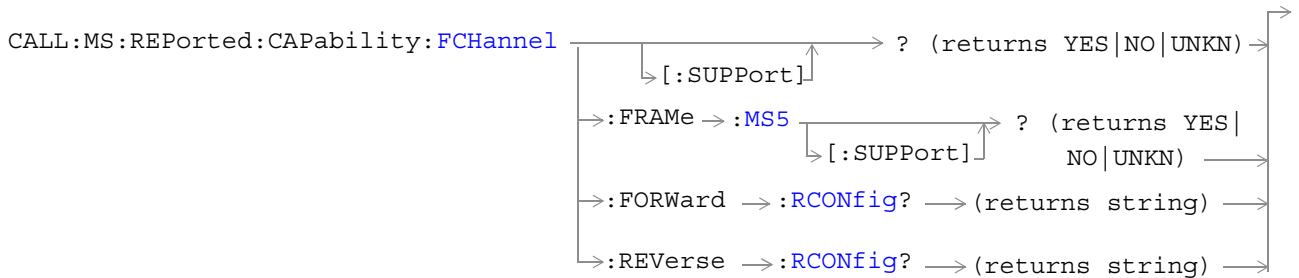 CALL:MS:REPorted:CAPability:FCHannel ? (returns YES|NO|UNKN)
[:SUPPort]
:FRAMe :MS5 ? (returns YES|
[:SUPPort] NO|UNKN)
:FORWard :RCONfig? (returns string)
:REVerse :RCONfig? (returns string)